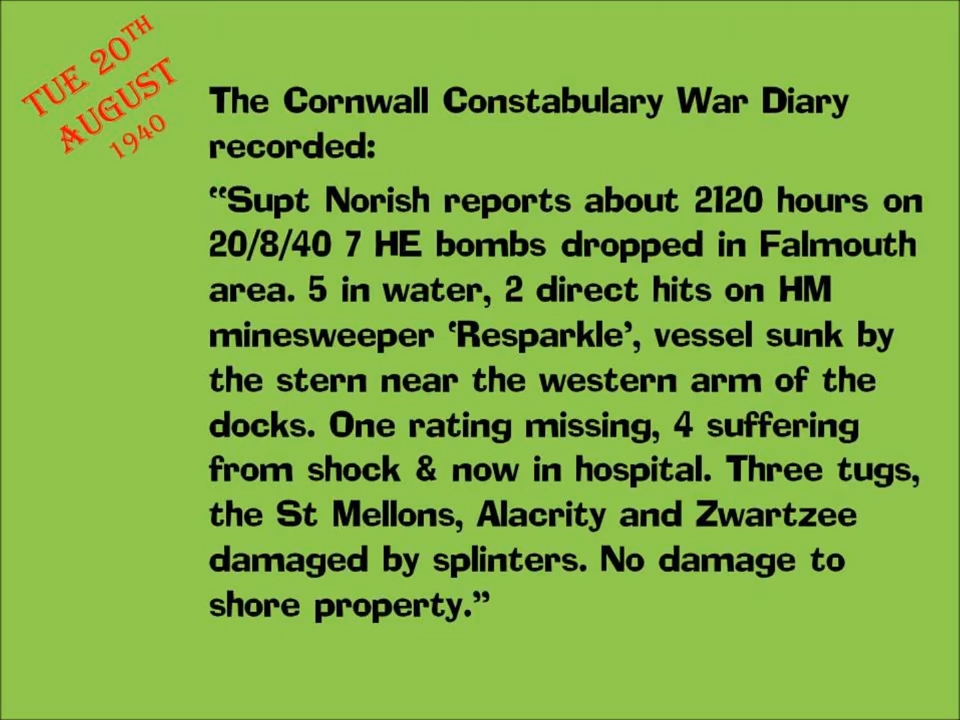 TUE 20TH
AUGUST
1940
The Cornwall Constabulary War Diary
recorded:
“Supt Norish reports about 2120 hours on
20/8/40 7 HE bombs dropped in Falmouth
area. 5 in water, 2 direct hits on HM
minesweeper ‘Resparkle’, vessel sunk by
the stern near the western arm of the
docks. One rating missing, 4 suffering
from shock & now in hospital. Three tugs,
the St Mellons, Alacrity and Zwartzee
damaged by splinters. No damage to
shore property.”